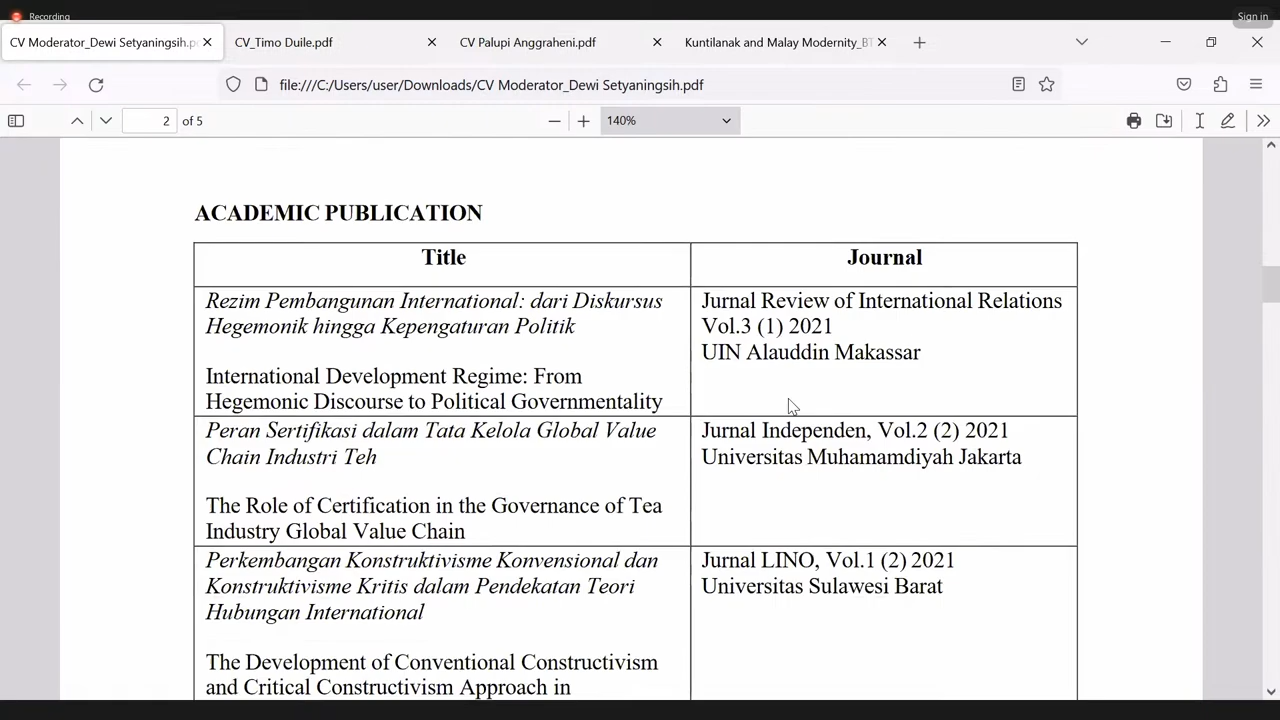 Recording
Sign in
CV Moderator_Dewi Setyaningsih.p
CV_Timo Duile.pdf
CV Palupi Anggraheni.pdf
Kuntilanak and Malay Modernity_B
file:///C:/Users/user/Downloads/CV Moderator_Dewi Setyaningsih.pdf
2 of 5
140%
ACADEMIC PUBLICATION
Title
Journal
Rezim Pembangunan International: dari Diskursus
Hegemonik hingga Kepengaturan Politik
International Development Regime: From
Hegemonic Discourse to Political Governmentality
Jurnal Review of International Relations
Vol.3 (1) 2021
UIN Alauddin Makassar
Peran Sertifikasi dalam Tata Kelola Global Value
Chain Industri Teh
The Role of Certification in the Governance of Tea
Industry Global Value Chain
Jurnal Independen, Vol.2 (2) 2021
Universitas Muhamamdiyah Jakarta
Perkembangan Konstruktivisme Konvensional dan
Konstruktivisme Kritis dalam Pendekatan Teori
Hubungan International
The Development of Conventional Constructivism
and Critical Constructivism Approach in
Jurnal LINO, Vol.1 (2) 2021
Universitas Sulawesi Barat